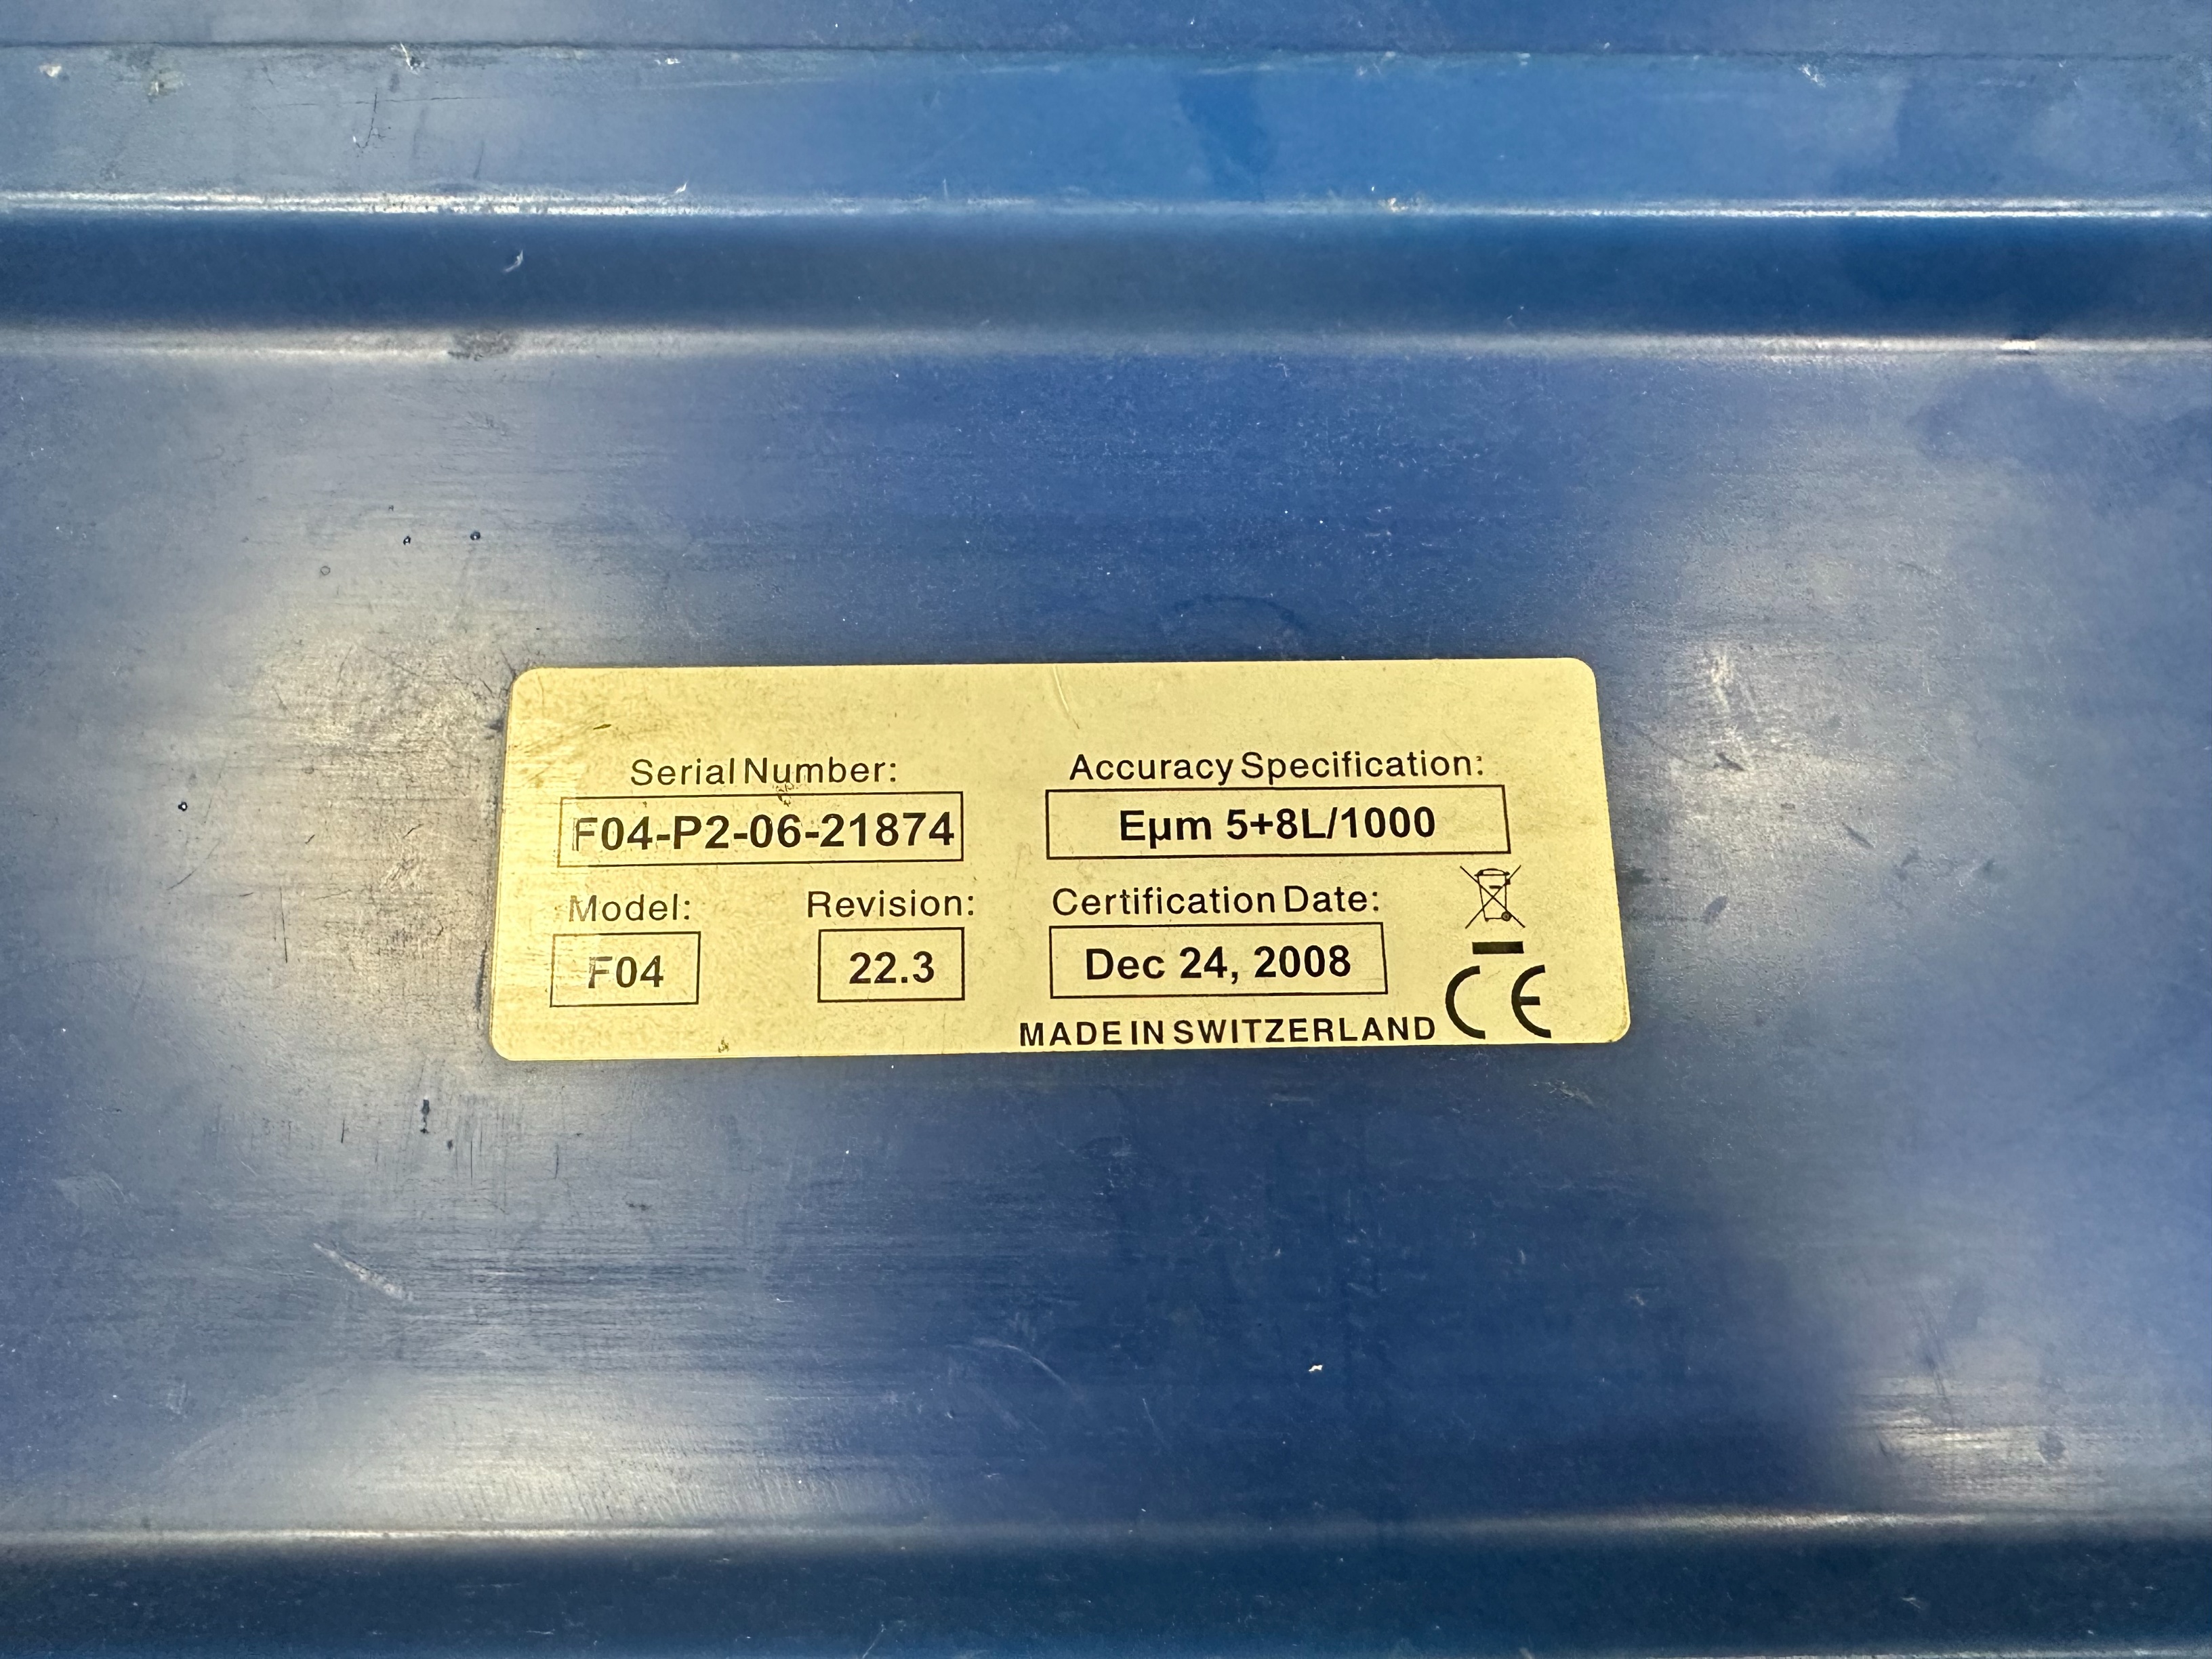 Serial Number: Accuracy Specification:
F04-P2-06-21874 Eµm 5+8L/1000
Model: Revision: Certification Date:
F04 22.3 Dec 24, 2008
MADE IN SWITZERLAND CE